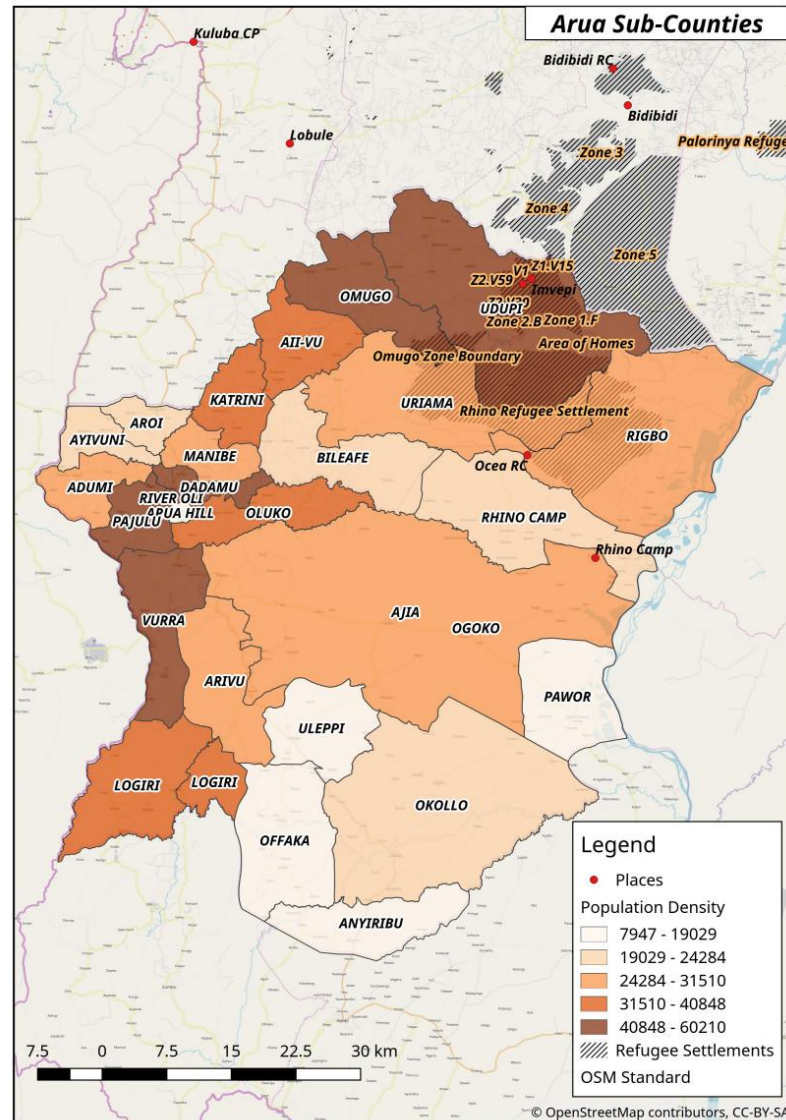 Arua Sub-Counties
Kuluba CP
Bidibidi RC
Bidibidi
Lobule
Palorinya Refuge
Zone 3
Zone 4
Zone 5
Z1.V15
V1
Z2.V59
Imvepi
OMUGO
UDUPI
Zone 2.B
Zone 1.F
AII-VU
Area of Homes
Omugo Zone Boundary
KATRINI
URIAMA
Rhino Refugee Settlement
AROI
AYIVUNI
RIGBO
MANIBE
BILEAFE
Ocea RC
ADUMI
DADAMU
RIVER OLI
PAJULU
OLUKO
RHINO CAMP
Rhino Camp
VURRA
AJIA
OGOKO
ARIVU
PAWOR
ULEPPI
LOGIRI
LOGIRI
OKOLLO
OFFAKA
ANYIRIBU
Legend
Places
Population Density
7947 - 19029
19029 - 24284
24284 - 31510
31510 - 40848
40848 - 60210
Refugee Settlements
OSM Standard
7.5 0 7.5 15 22.5 30 km
© OpenStreetMap contributors, CC-BY-SA